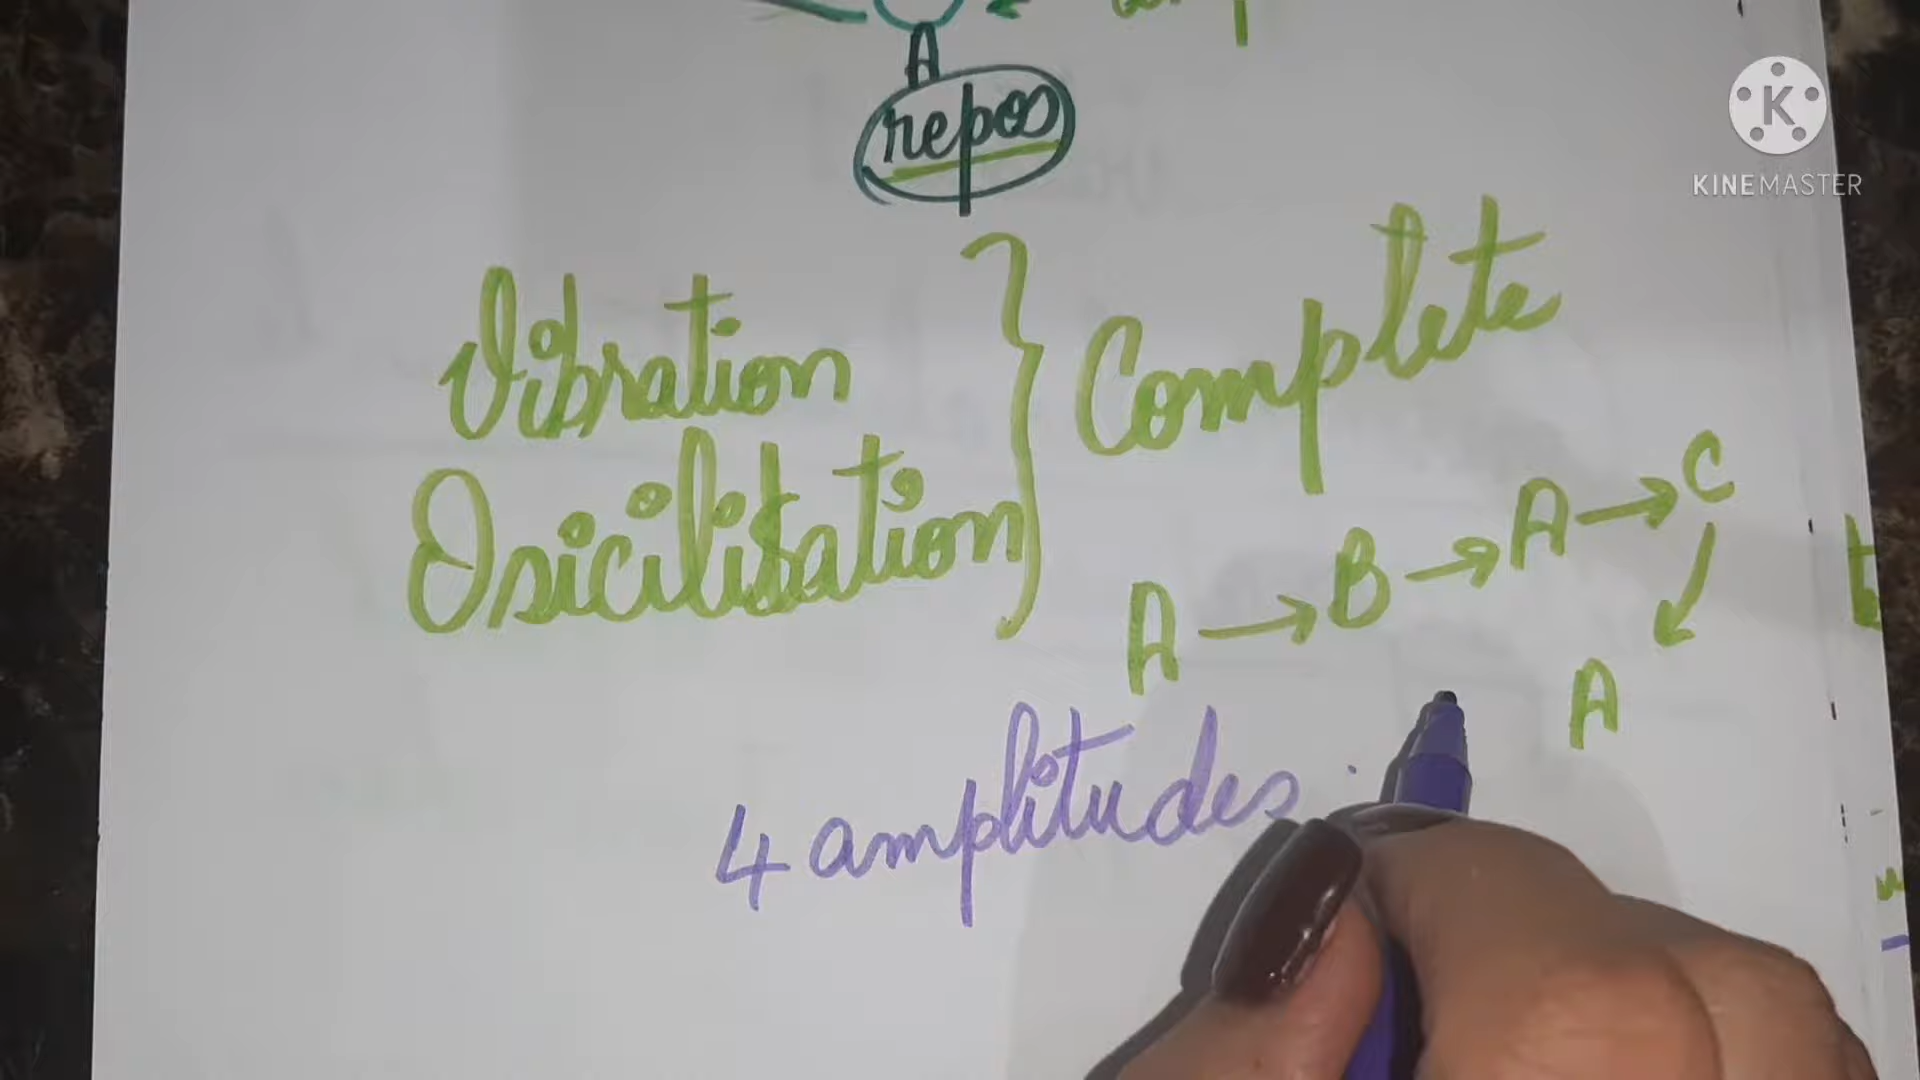 A
repos
KINEMASTER
Vibration
Complete
Osicilisation
A → B → A → C
A
4 amplitudes